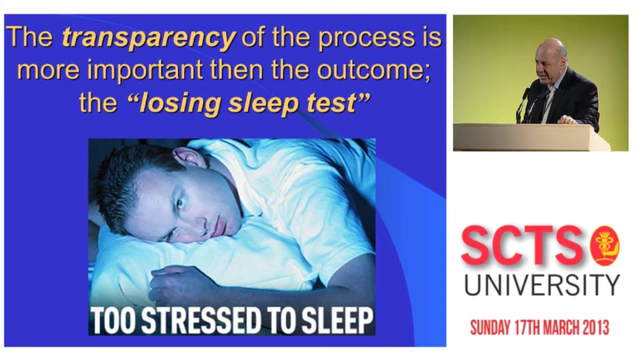 The transparency of the process is
more important then the outcome;
the “losing sleep test”
TOO STRESSED TO SLEEP
SCTS
UNIVERSITY
SUNDAY 17TH MARCH 2013